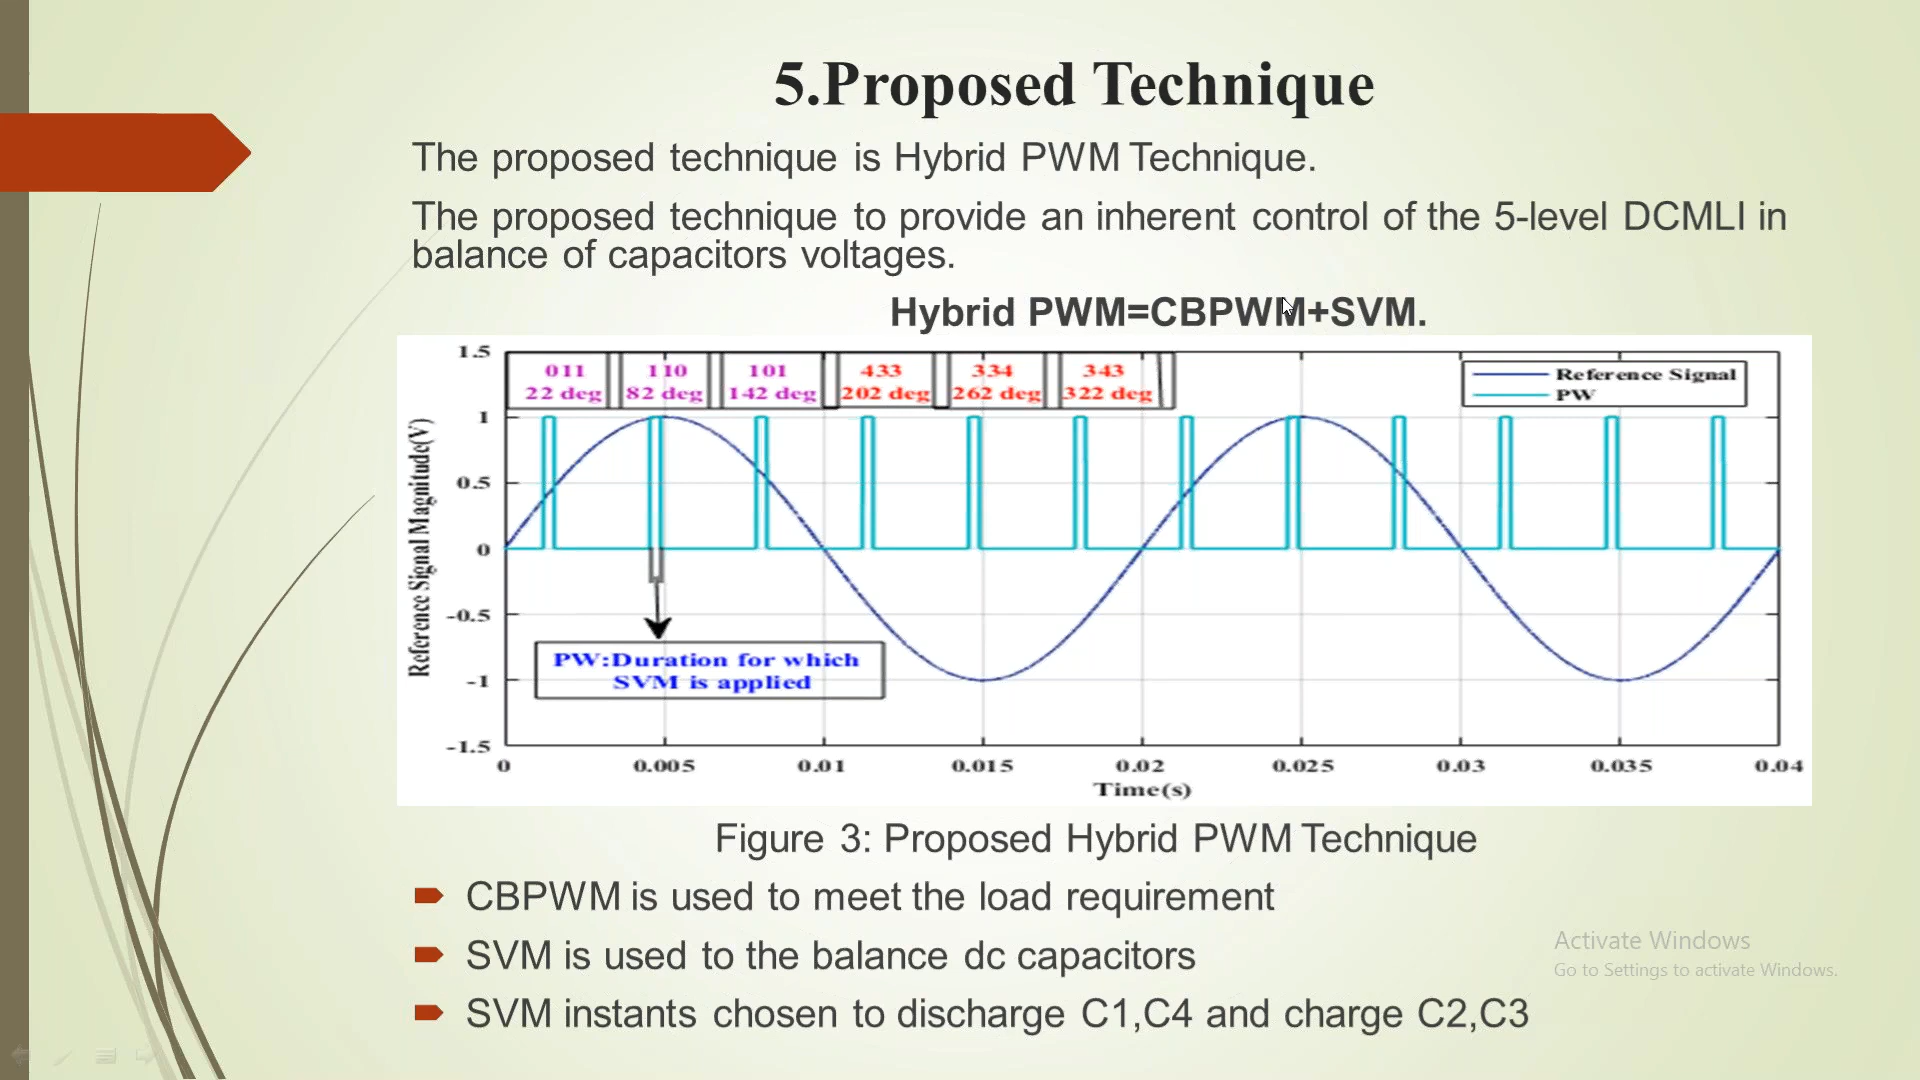 5.Proposed Technique
The proposed technique is Hybrid PWM Technique.
The proposed technique to provide an inherent control of the 5-level DCMLI in
balance of capacitors voltages.
Hybrid PWM=CBPWM+SVM.
1.5
011
22 deg
110
82 deg
101
142 deg
433
202 deg
334
262 deg
343
322 deg
Reference Signal
PW
1
0.5
0
-0.5
-1
-1.5
Reference Signal Magnitude(V)
PW:Duration for which
SVM is applied
0 0.005 0.01 0.015 0.02 0.025 0.03 0.035 0.04
Time(s)
Figure 3: Proposed Hybrid PWM Technique
CBPWM is used to meet the load requirement
SVM is used to the balance dc capacitors
SVM instants chosen to discharge C1,C4 and charge C2,C3
Activate Windows
Go to Settings to activate Windows.